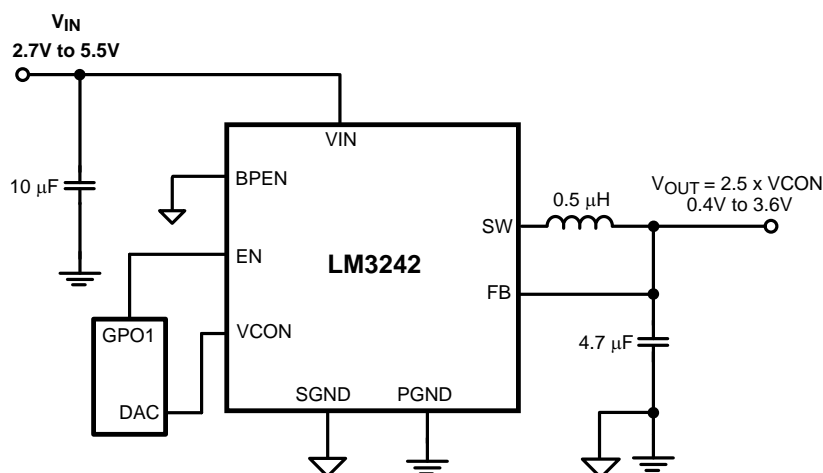 VIN
2.7V to 5.5V
VIN
10 μF
BPEN
VOUT = 2.5 x VCON
0.4V to 3.6V
0.5 μH
SW
EN
LM3242
FB
GPO1
VCON
4.7 μF
DAC
SGND
PGND